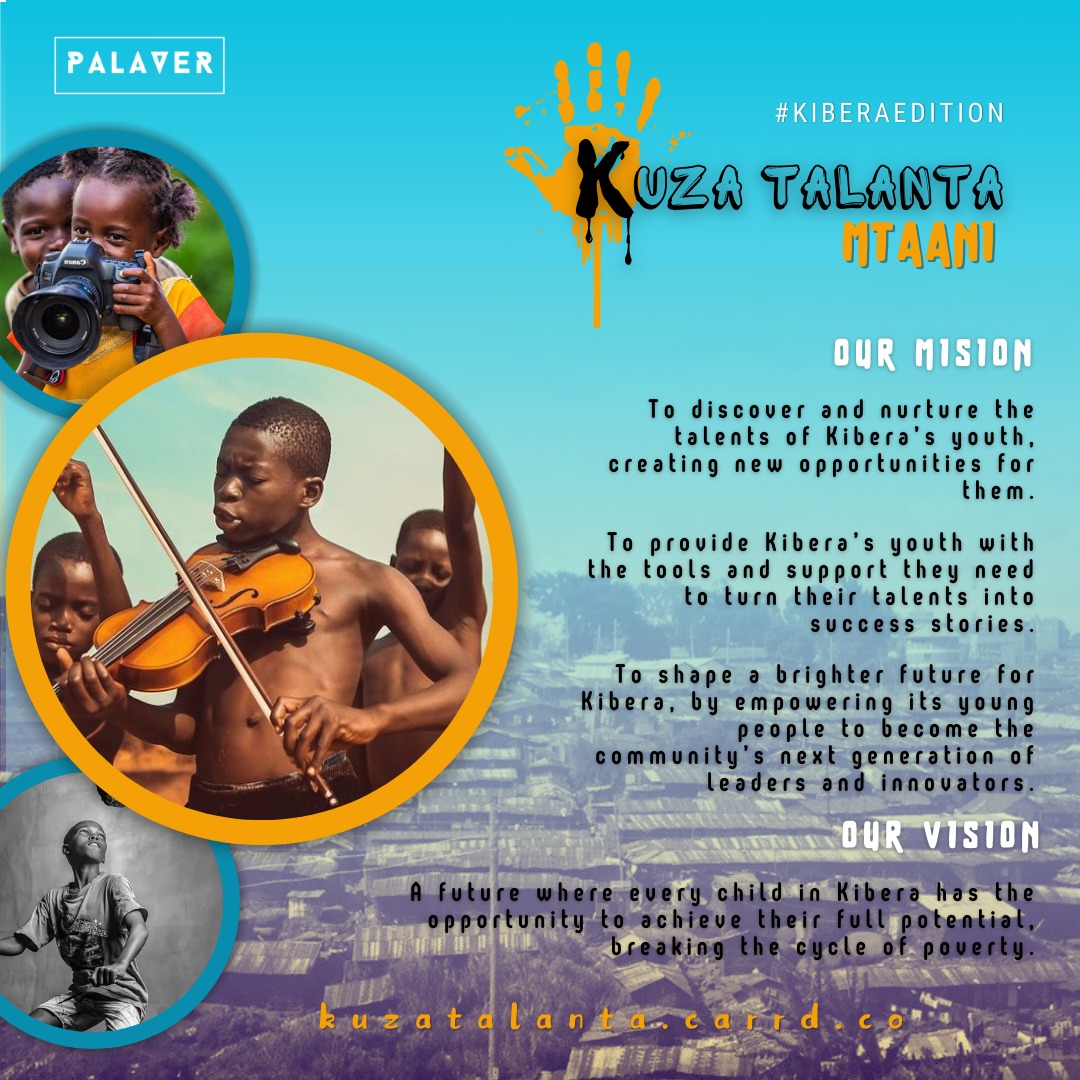 PALAVER
#KIBERAEDITION
KUZA TALANTA
MTAANI
Canon
OUR MISION
To discover and nurture the
talents of Kibera's youth,
creating new opportunities for
them.
To provide Kibera's youth with
the tools and support they need
to turn their talents into
success stories.
To shape a brighter future for
Kibera, by empowering its young
people to become the
community's next generation of
leaders and innovators.
OUR VISION
A future where every child in Kibera has the
opportunity to achieve their full potential,
breaking the cycle of poverty.
kuzatalanta.carrd.co